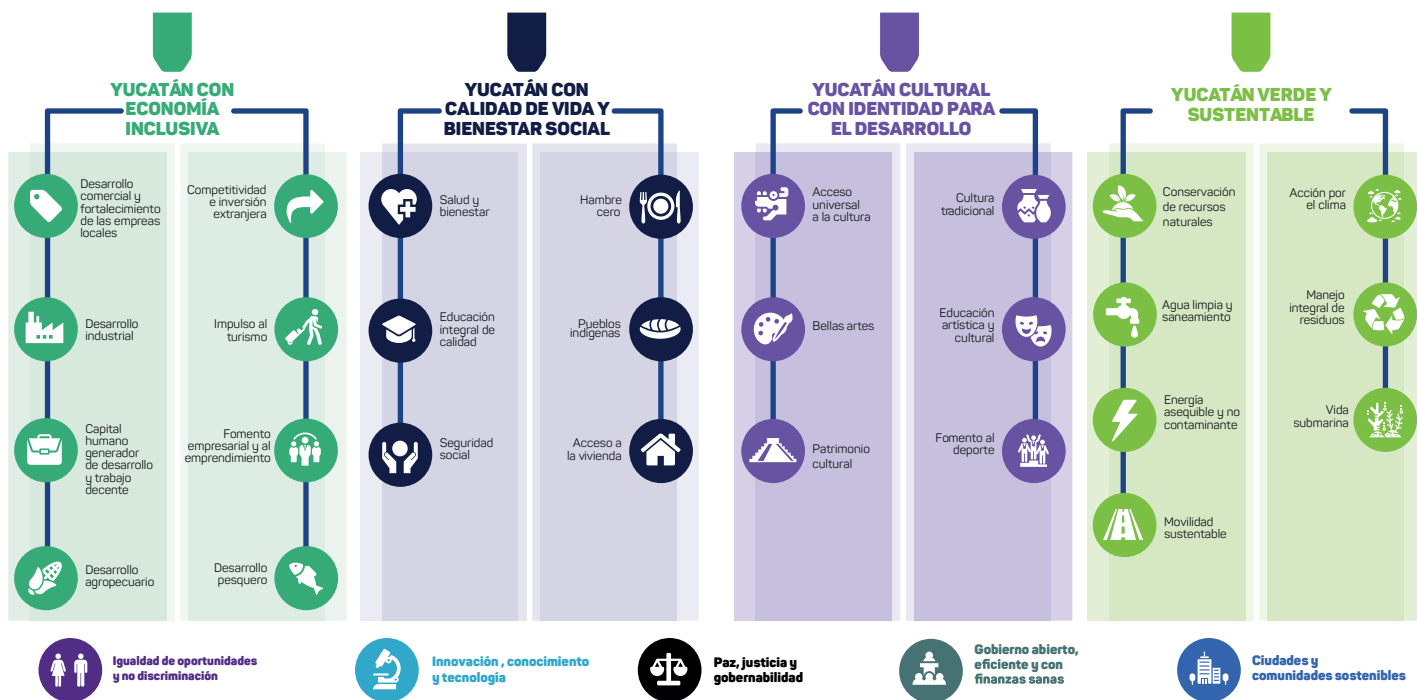 YUCATÁN CON
ECONOMÍA
INCLUSIVA
Desarrollo
comercial y
fortalecimiento
de las empreas
locales
Desarrollo
industrial
Capital
humano
generador
de desarrollo
y trabajo
decente
Desarrollo
agropecuario
Competitividad
e inversión
extranjera
Impulso al
turismo
Fomento
empresarial y al
emprendimiento
Desarrollo
pesquero
YUCATÁN CON
CALIDAD DE VIDA Y
BIENESTAR SOCIAL
Salud y
bienestar
Educación
integral de
calidad
Seguridad
social
Hambre
cero
Pueblos
indígenas
Acceso a
la vivienda
YUCATÁN CULTURAL
CON IDENTIDAD PARA
EL DESARROLLO
Acceso
universal
a la cultura
Bellas artes
Patrimonio
cultural
Cultura
tradicional
Educación
artística y
cultural
Fomento al
deporte
YUCATÁN VERDE Y
SUSTENTABLE
Conservación
de recursos
naturales
Agua limpia y
saneamiento
Energía
asequible y no
contaminante
Movilidad
sustentable
Acción por
el clima
Manejo
integral de
residuos
Vida
submarina
Igualdad de oportunidades
y no discriminación
Innovación , conocimiento
y tecnología
Paz, justicia y
gobernabilidad
Gobierno abierto,
eficiente y con
finanzas sanas
Ciudades y
comunidades sostenibles